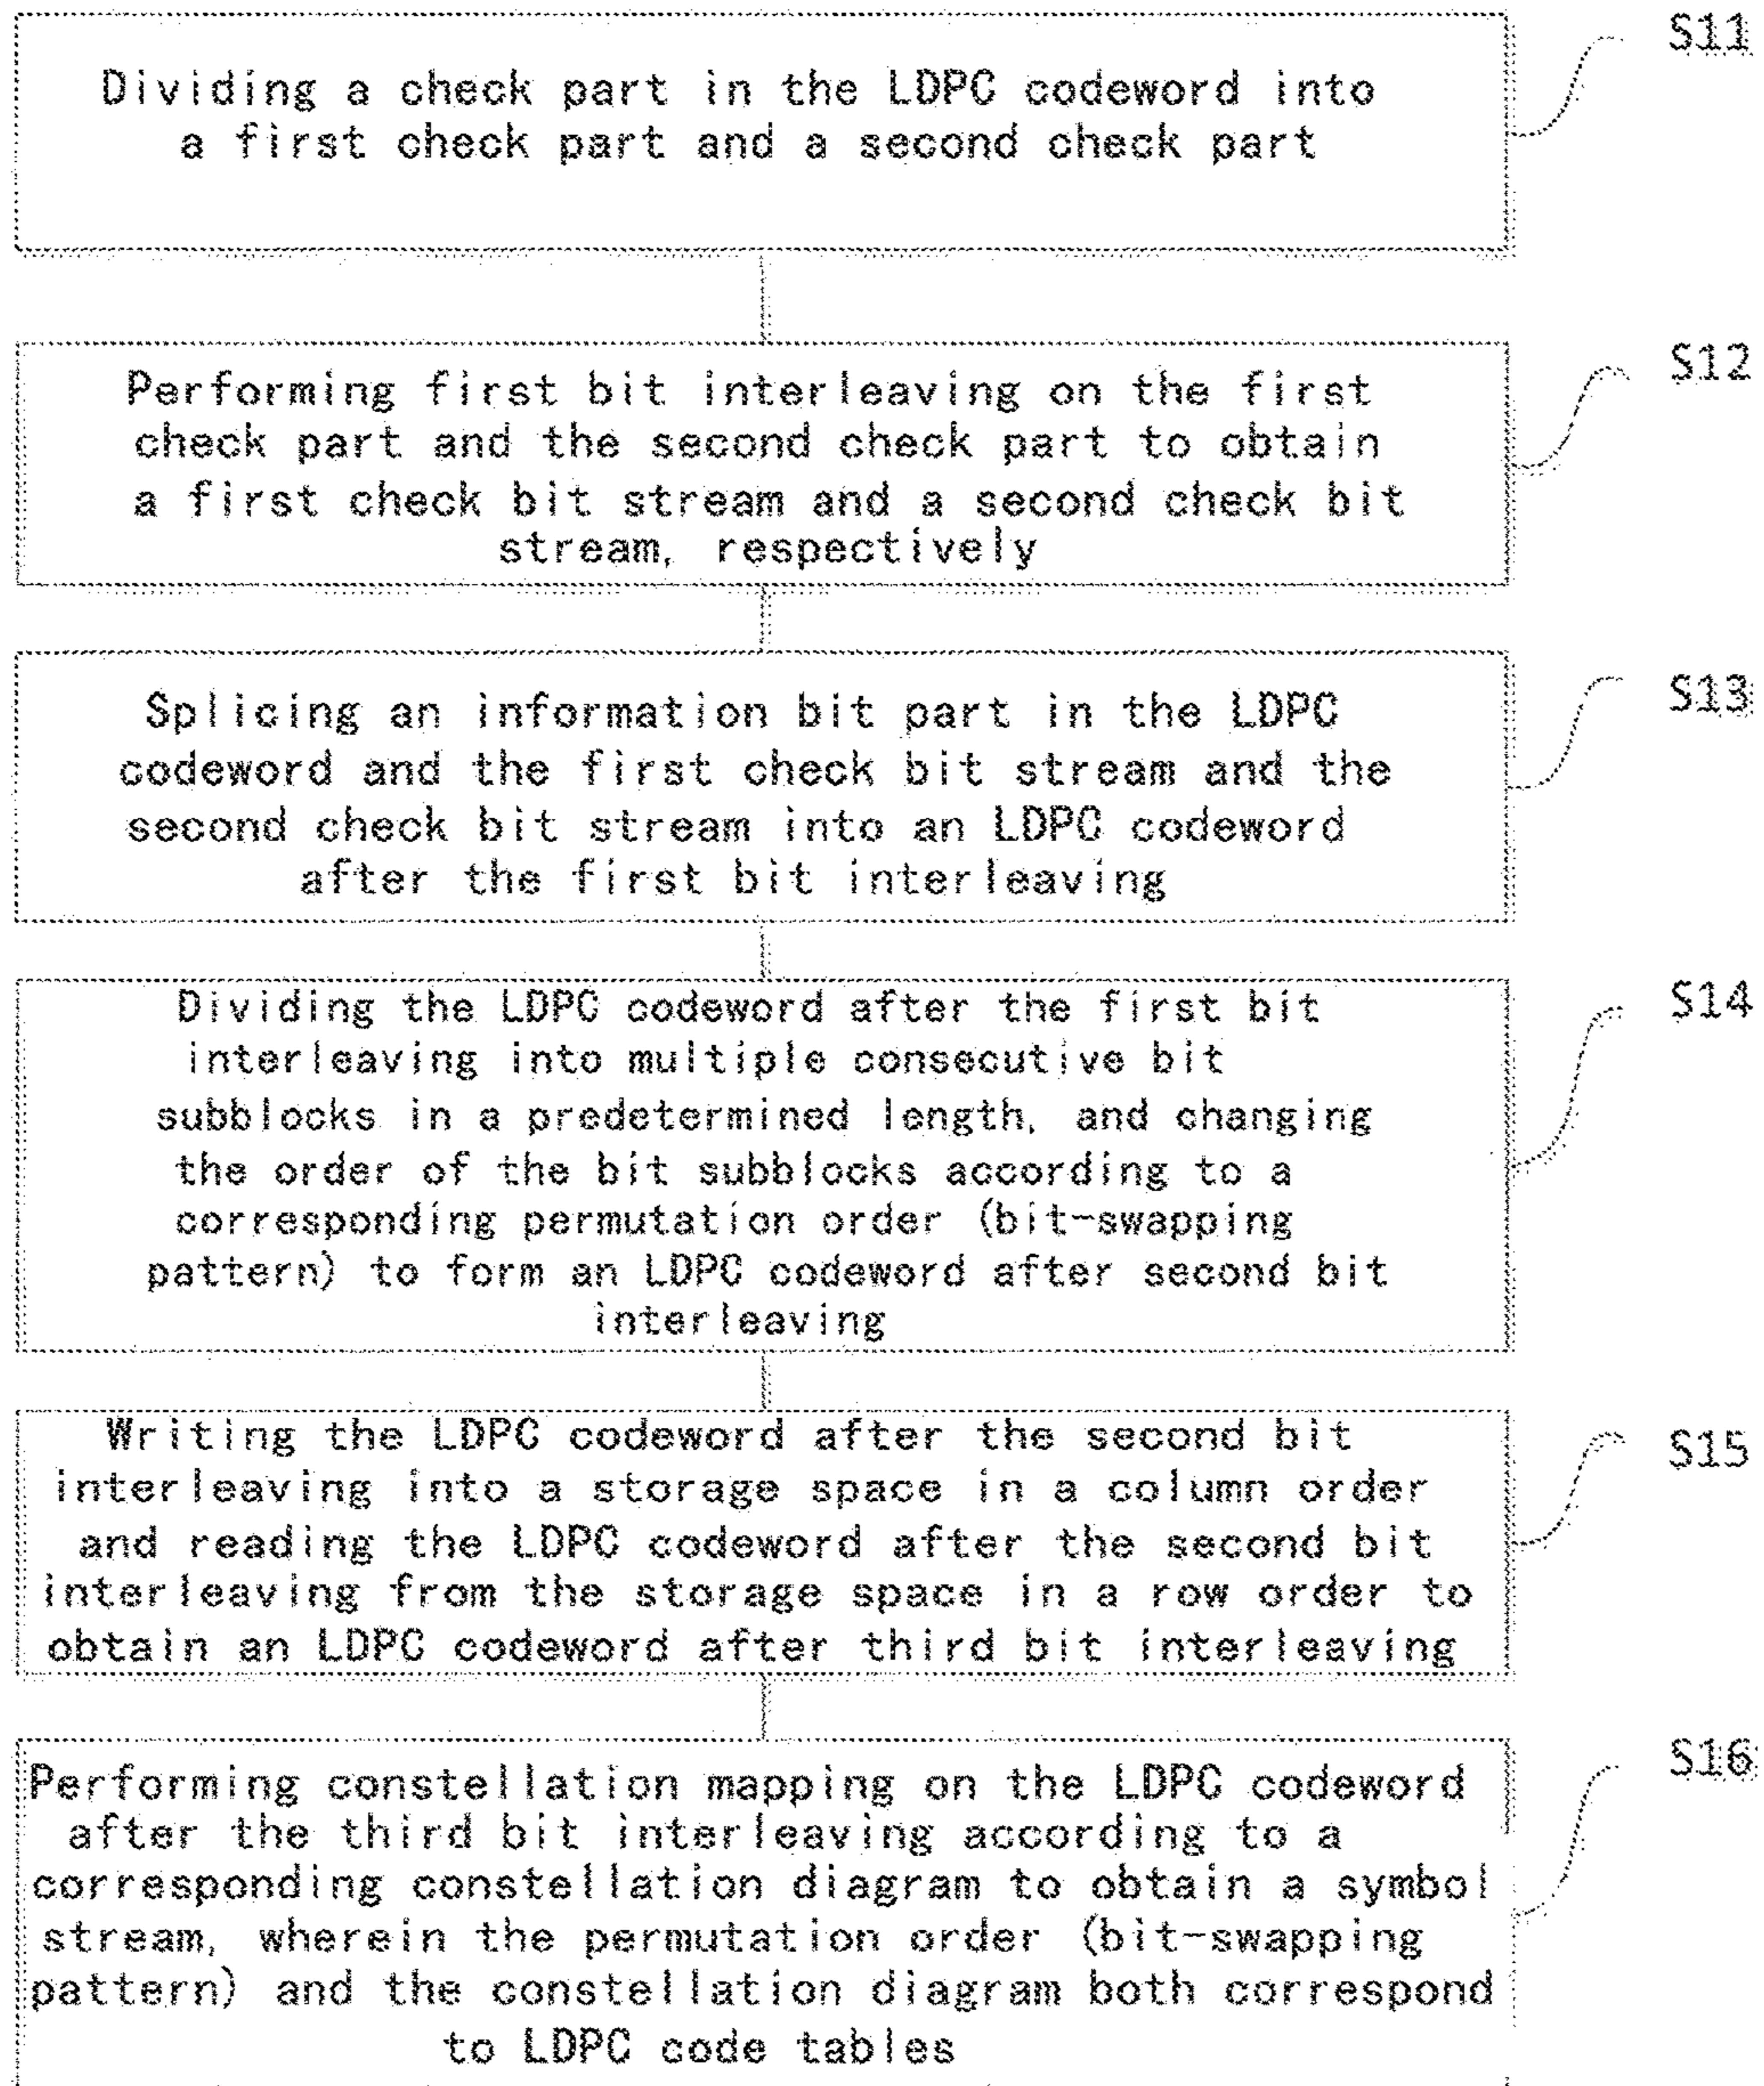 S11
Dividing a check part in the LDPC codeword into
a first check part and a second check part
S12
Performing first bit interleaving on the first
check part and the second check part to obtain
a first check bit stream and a second check bit
stream, respectively
S13
Splicing an information bit part in the LDPC
codeword and the first check bit stream and the
second check bit stream into an LDPC codeword
after the first bit interleaving
S14
Dividing the LDPC codeword after the first bit
interleaving into multiple consecutive bit
subblocks in a predetermined length, and changing
the order of the bit subblocks according to a
corresponding permutation order (bit-swapping
pattern) to form an LDPC codeword after second bit
interleaving
S15
Writing the LDPC codeword after the second bit
interleaving into a storage space in a column order
and reading the LDPC codeword after the second bit
interleaving from the storage space in a row order to
obtain an LDPC codeword after third bit interleaving
S16
Performing constellation mapping on the LDPC codeword
after the third bit interleaving according to a
corresponding constellation diagram to obtain a symbol
stream, wherein the permutation order (bit-swapping
pattern) and the constellation diagram both correspond
to LDPC code tables